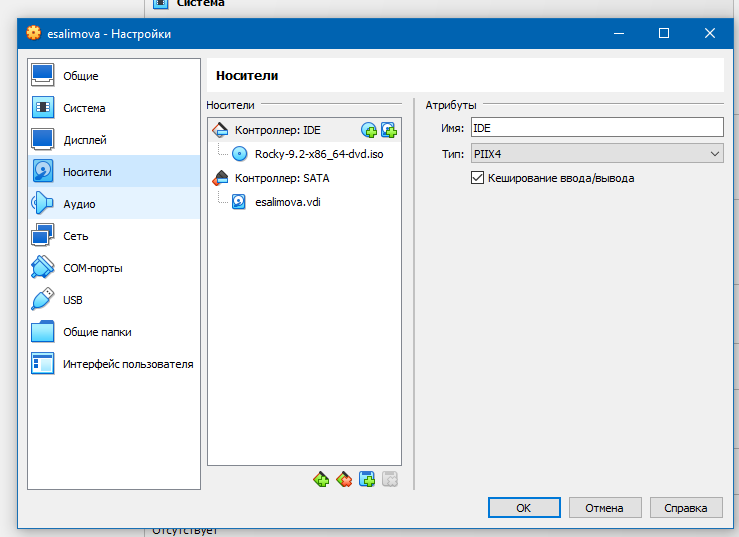 Система
esalimova - Настройки
Общие
Система
Дисплей
Носители
Аудио
Сеть
COM-порты
USB
Общие папки
Интерфейс пользователя
Носители
Носители
Контроллер: IDE
Rocky-9.2-x86_64-dvd.iso
Контроллер: SATA
esalimova.vdi
Атрибуты
Имя: IDE
Тип: PIIX4
Кеширование ввода/вывода
OK Отмена Справка
Отсутствует